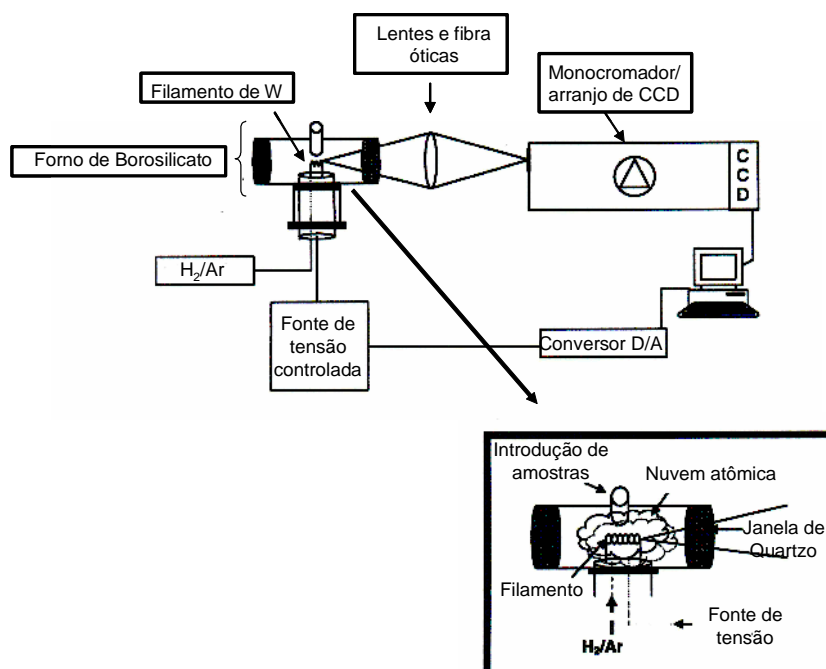 Lentes e fibra
óticas
Monocromador/
arranjo de CCD
Filamento de W
Forno de Borosilicato
C
C
D
H₂/Ar
Fonte de
tensão
controlada
Conversor D/A
Introdução de
amostras
Nuvem atômica
Janela de
Quartzo
Filamento
Fonte de
tensão
H₂/Ar